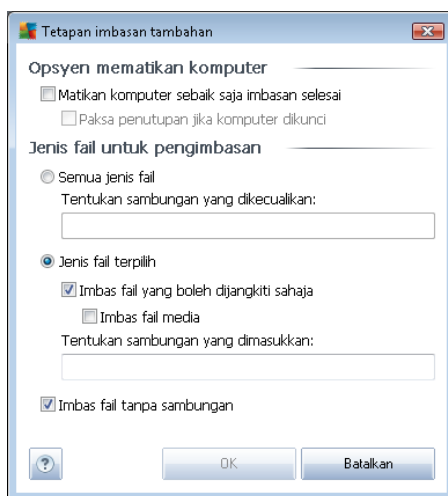 Tetapan imbasan tambahan
Opsyen mematikan komputer
Matikan komputer sebaik saja imbasan selesai
Paksa penutupan jika komputer dikunci
Jenis fail untuk pengimbasan
Semua jenis fail
Tentukan sambungan yang dikecualikan:
Jenis fail terpilih
Imbas fail yang boleh dijangkiti sahaja
Imbas fail media
Tentukan sambungan yang dimasukkan:
Imbas fail tanpa sambungan
?
OK
Batalkan